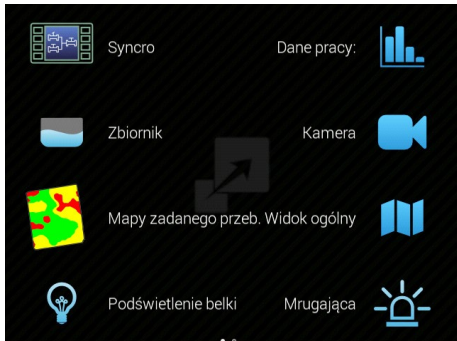 Syncro Dane pracy:
Zbiornik Kamera
Mapy zadanego przeb. Widok ogólny
Podświetlenie belki Mrugająca